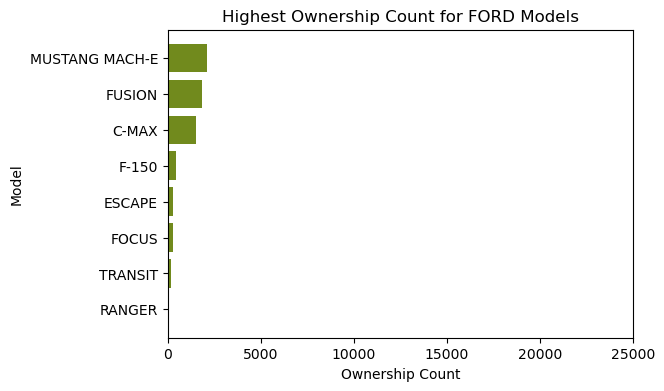 Highest Ownership Count for FORD Models
MUSTANG MACH-E
FUSION
C-MAX
F-150
ESCAPE
FOCUS
TRANSIT
RANGER
Model
0 5000 10000 15000 20000 25000
Ownership Count